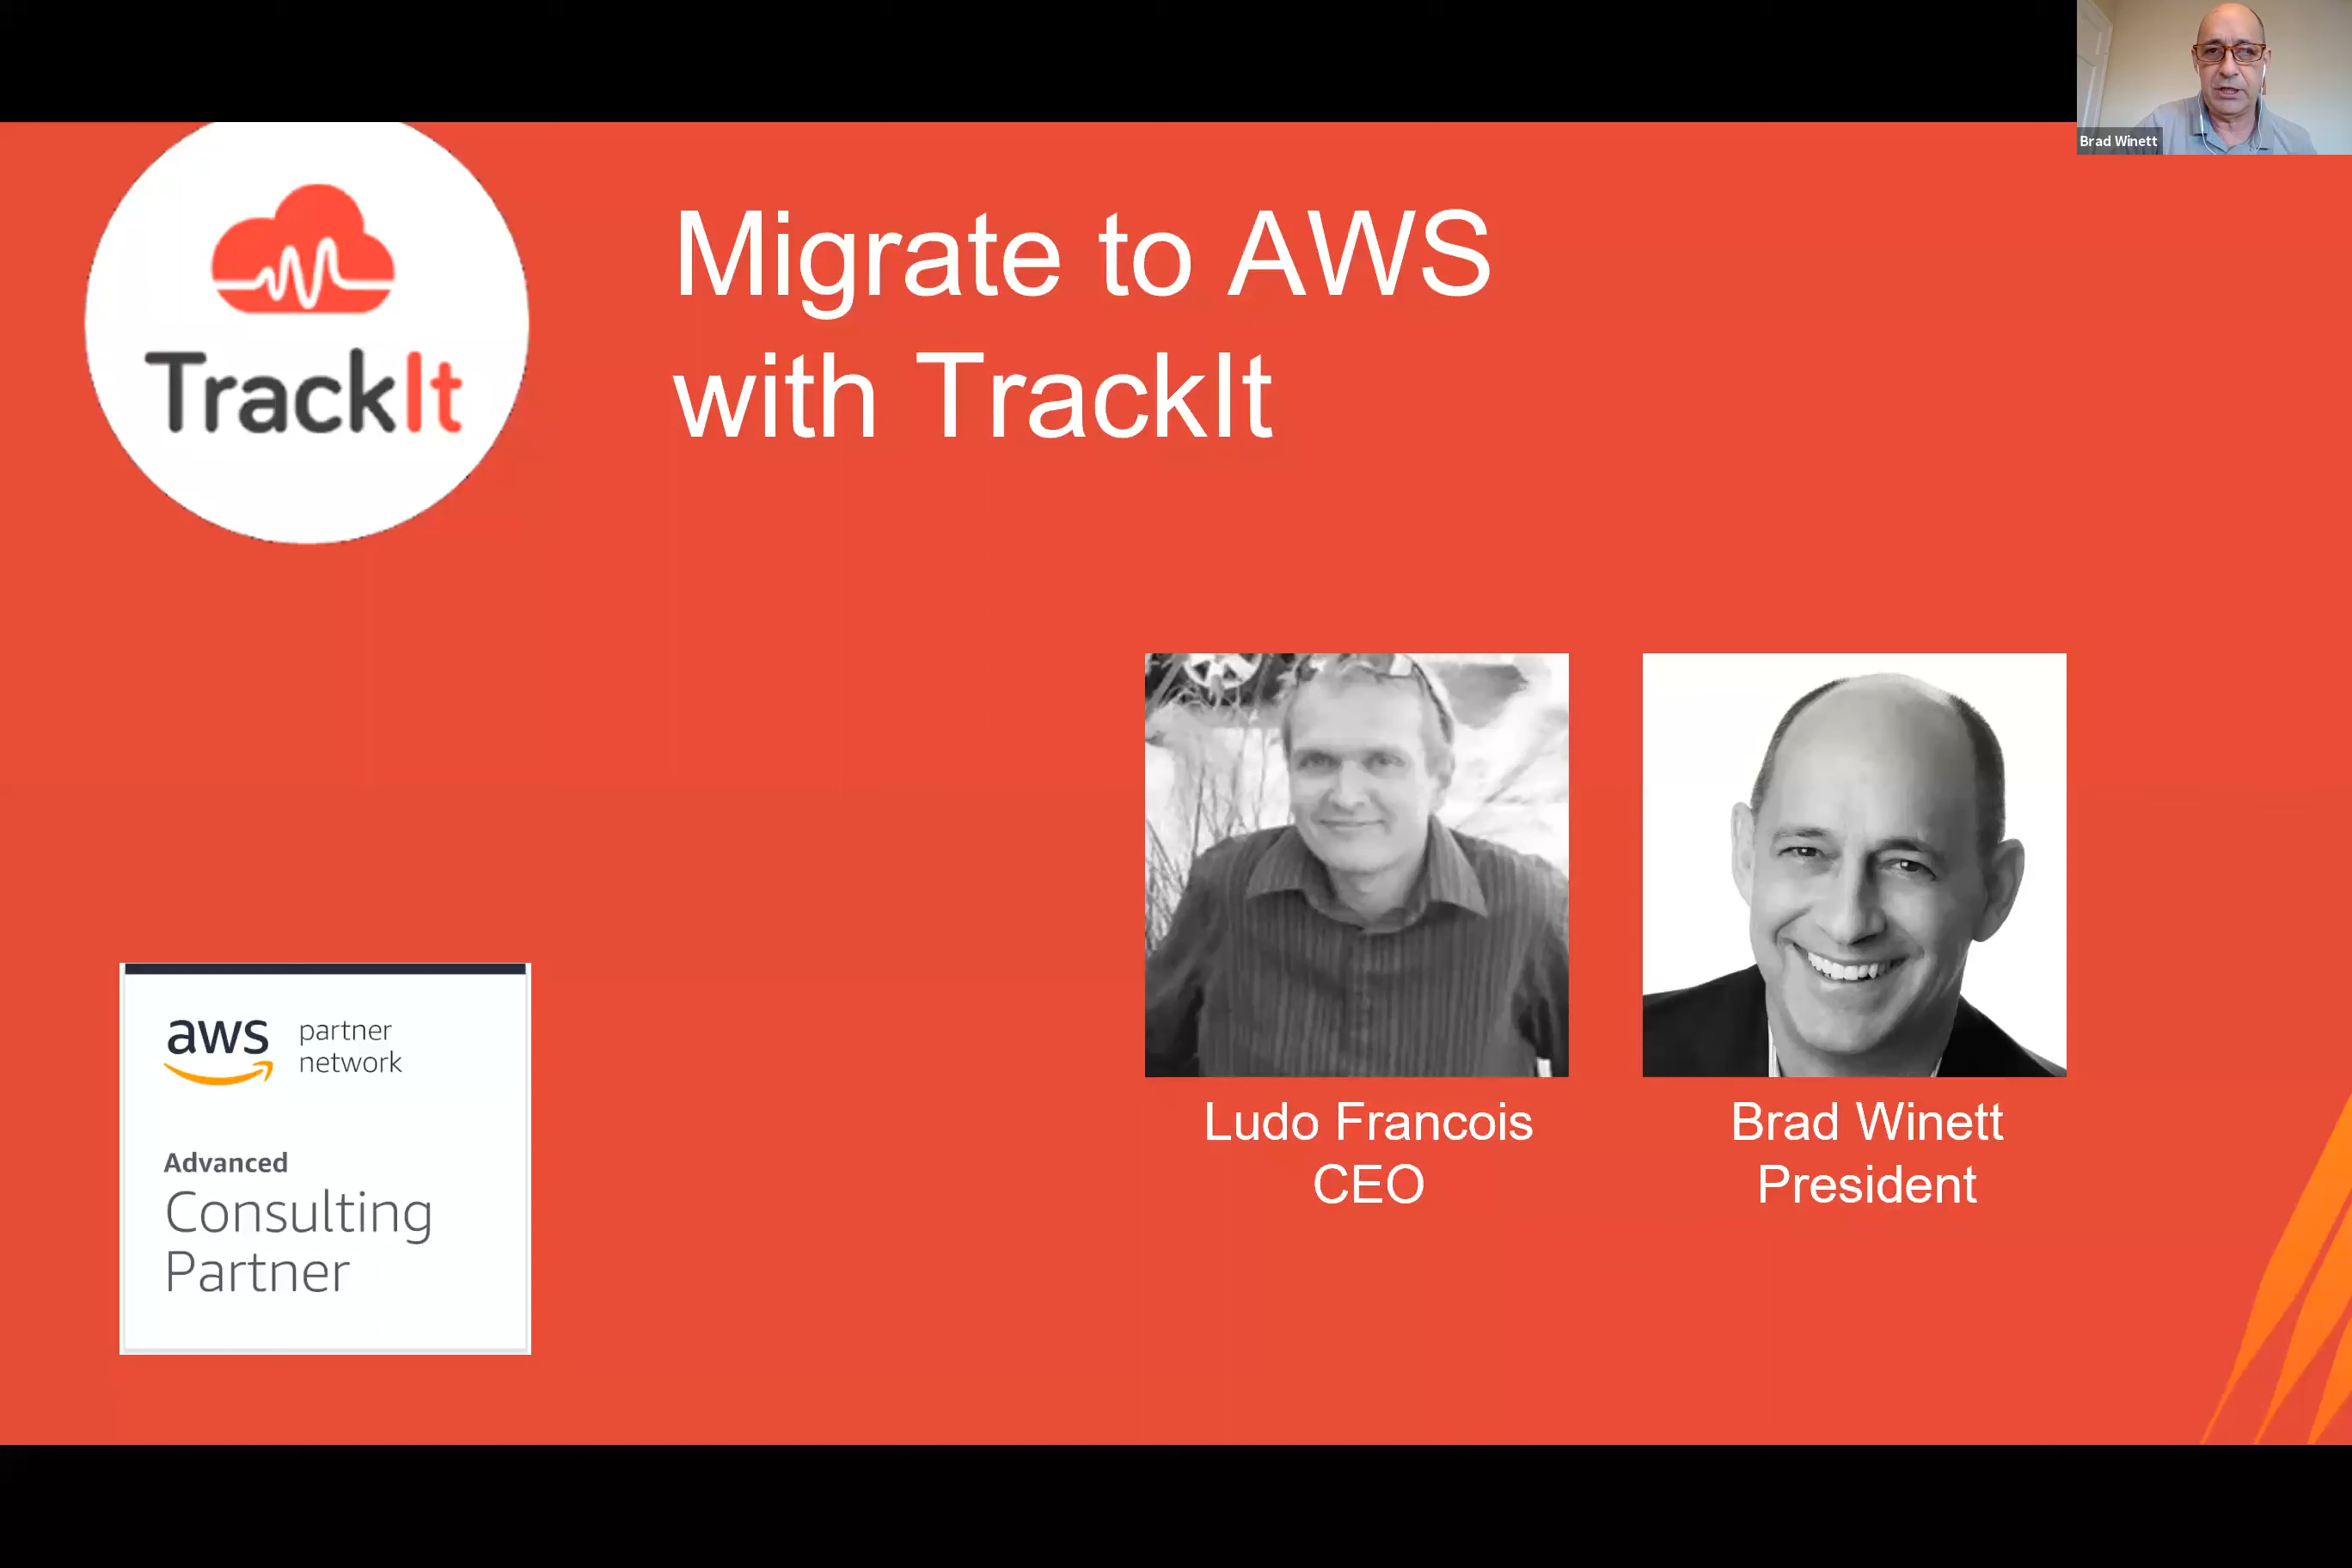 Brad Winett
TrackIt
Migrate to AWS
with TrackIt
Ludo Francois
CEO
Brad Winett
President
aws partner
network
Advanced
Consulting
Partner